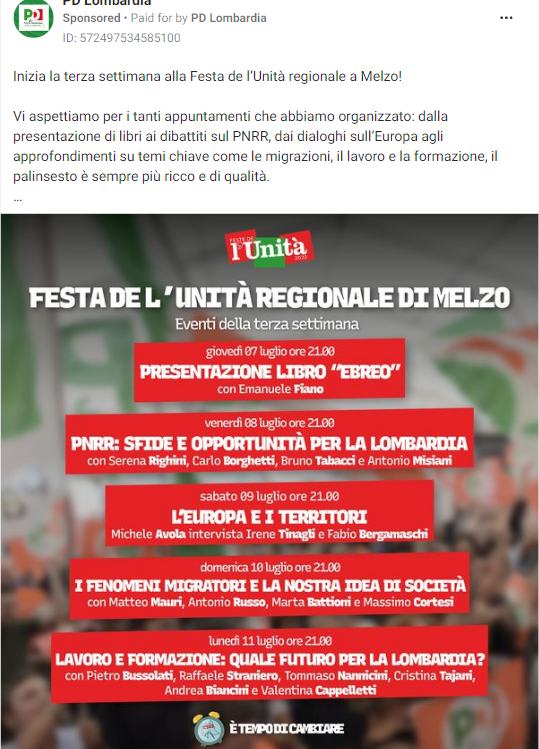 PD Lombardia
Sponsored • Paid for by PD Lombardia
ID: 572497534585100
Inizia la terza settimana alla Festa de l'Unità regionale a Melzo!
Vi aspettiamo per i tanti appuntamenti che abbiamo organizzato: dalla
presentazione di libri ai dibattiti sul PNRR, dai dialoghi sull'Europa agli
approfondimenti su temi chiave come le migrazioni, il lavoro e la formazione, il
palinsesto è sempre più ricco e di qualità.
...
FESTE DE
l'Unità
2022
FESTA DE L'UNITÀ REGIONALE DI MELZO
Eventi della terza settimana
giovedì 07 luglio ore 21.00
PRESENTAZIONE LIBRO "EBREO"
con Emanuele Fiano
venerdì 08 luglio ore 21.00
PNRR: SFIDE E OPPORTUNITÀ PER LA LOMBARDIA
con Serena Righini, Carlo Borghetti, Bruno Tabacci e Antonio Misiani
sabato 09 luglio ore 21.00
L'EUROPA E I TERRITORI
Michele Avola intervista Irene Tinagli e Fabio Bergamaschi
domenica 10 luglio ore 21.00
I FENOMENI MIGRATORI E LA NOSTRA IDEA DI SOCIETÀ
con Matteo Mauri, Antonio Russo, Marta Battioni e Massimo Cortesi
lunedì 11 luglio ore 21.00
LAVORO E FORMAZIONE: QUALE FUTURO PER LA LOMBARDIA?
con Pietro Bussolati, Raffaele Straniero, Tommaso Nannicini, Cristina Tajani,
Andrea Biancini e Valentina Cappelletti
È TEMPO DI CAMBIARE